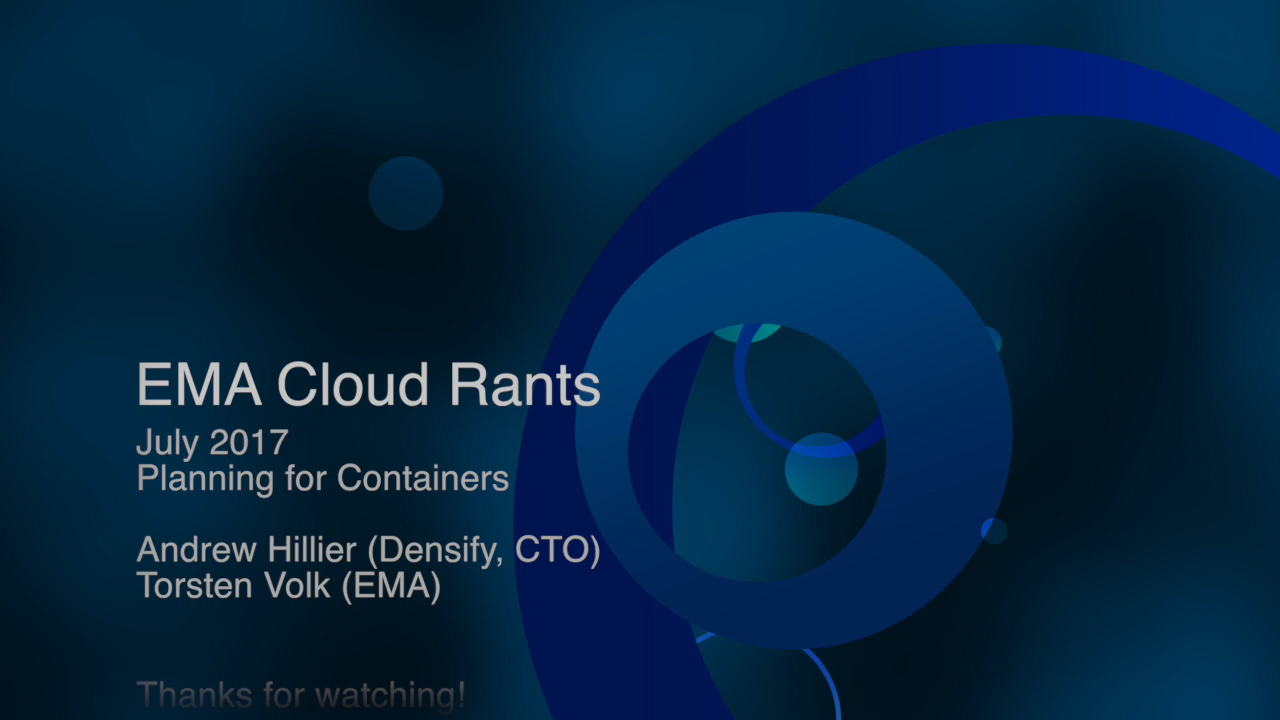 EMA Cloud Rants
July 2017
Planning for Containers
Andrew Hillier (Densify, CTO)
Torsten Volk (EMA)
Thanks for watching!